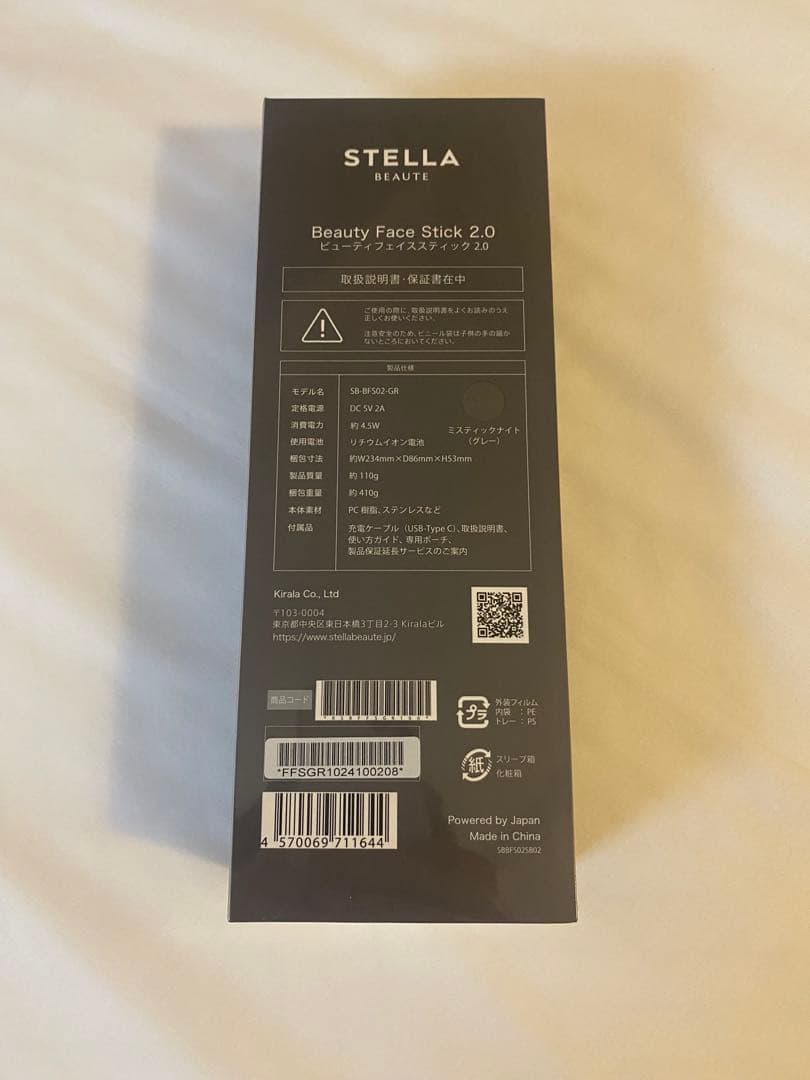 STELLA
BEAUTE
Beauty Face Stick 2.0
ビューティフェイススティック 2.0
取扱説明書・保証書在中
ご使用の際に、取扱説明書をよくお読みのうえ
正しくお使いください。
注意安全のため、ビニール袋は子供の手の届か
ないところにおいてください。
製品仕様
モデル名 SB-BFS02-GR
定格電源 DC 5V 2A
消費電力 約 4.5W
使用電池 リチウムイオン電池
梱包寸法 約W234mm×D86mm×H53mm
製品質量 約 110g
梱包重量 約 410g
本体素材 PC 樹脂、ステンレスなど
付属品 充電ケーブル（USB-Type C）、取扱説明書、
使い方ガイド、専用ポーチ、
製品保証延長サービスのご案内
ミスティックナイト
（グレー）
Kirala Co., Ltd
〒103-0004
東京都中央区東日本橋3丁目2-3 Kiralaビル
https://www.stellabeaute.jp/
商品コード
*FFSGR1024100208*
4 570069 711644
プラ
外装フィルム
内袋 : PE
トレー : PS
紙
スリーブ箱
化粧箱
Powered by Japan
Made in China
SBBFS02SB02